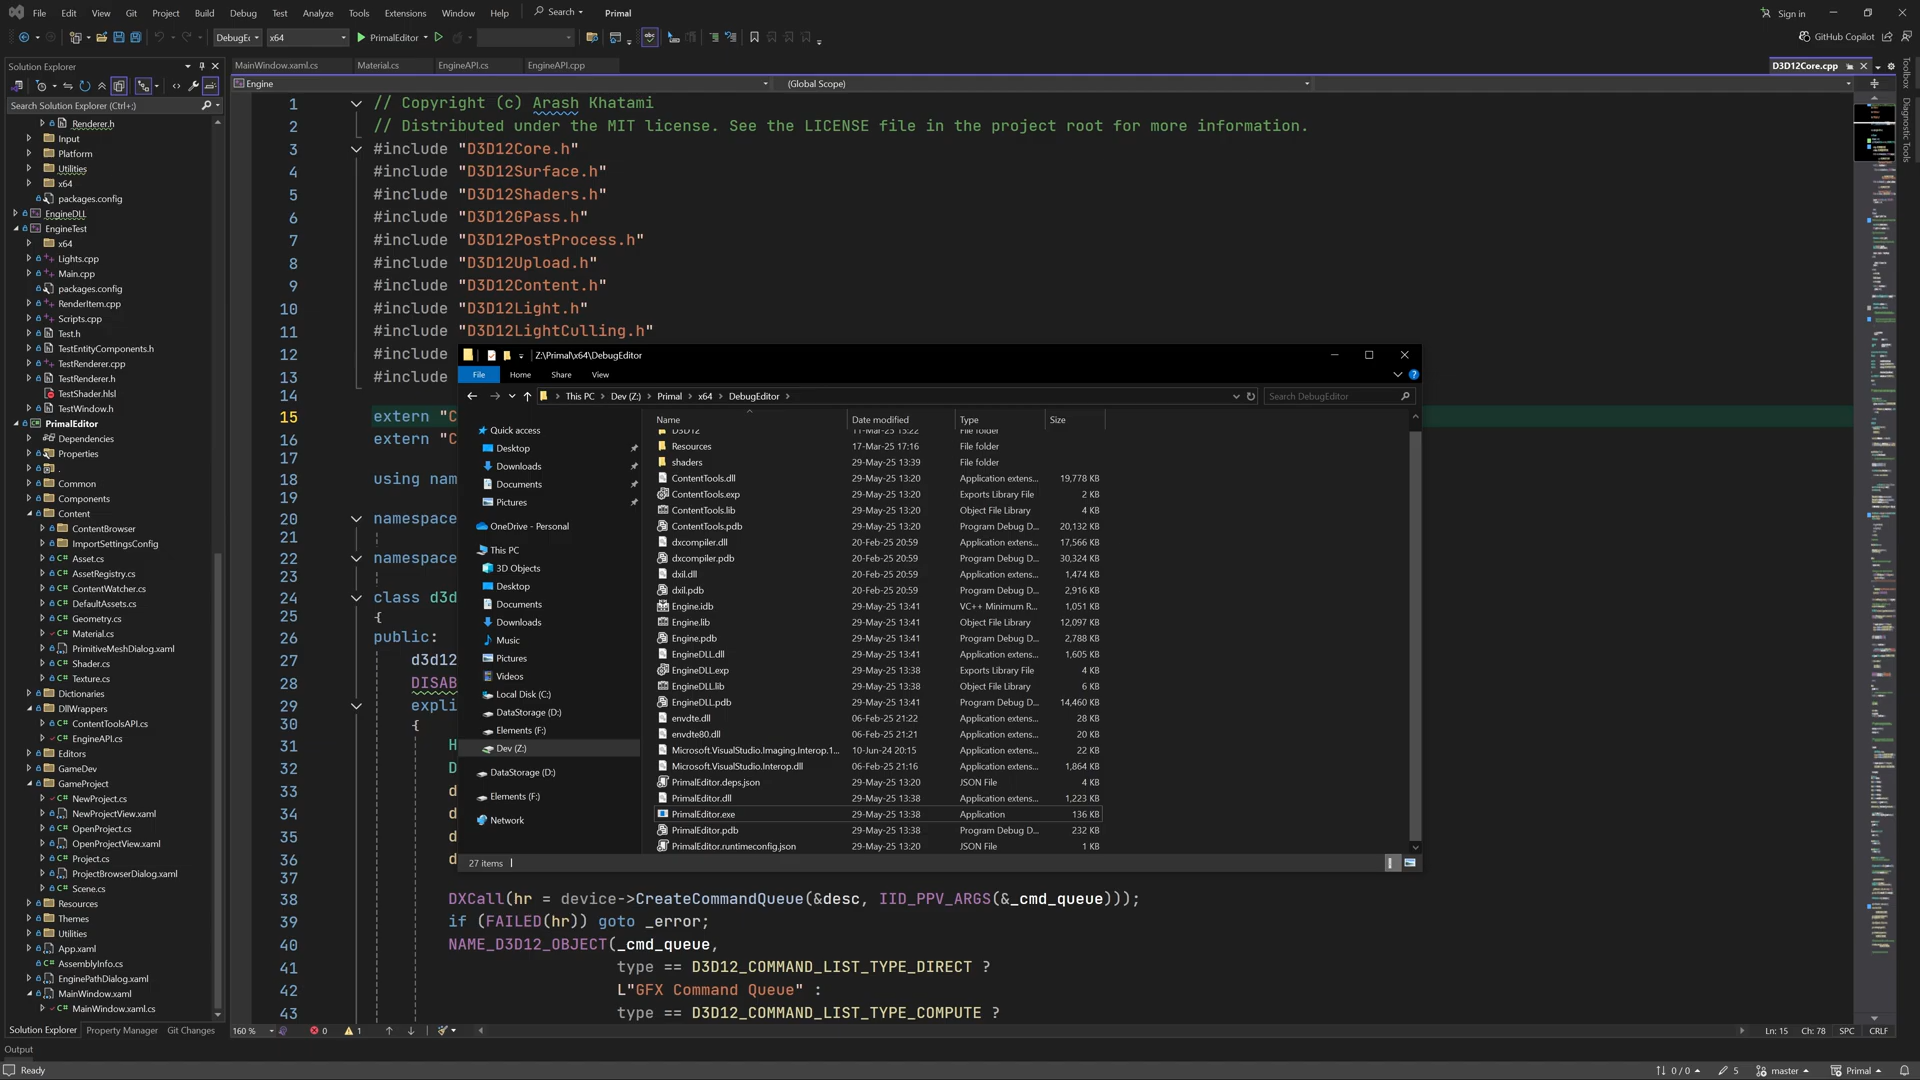 File Edit View Git Project Build Debug Test Analyze Tools Extensions Window Help Search Primal Sign in
DebugEc x64 PrimalEditor GitHub Copilot
Solution Explorer
Search Solution Explorer (Ctrl+;)
Renderer.h
Input
Platform
Utilities
x64
packages.config
EngineDLL
EngineTest
x64
Lights.cpp
Main.cpp
packages.config
RenderItem.cpp
Scripts.cpp
Test.h
TestEntityComponents.h
TestRenderer.cpp
TestRenderer.h
TestShader.hlsl
TestWindow.h
PrimalEditor
Dependencies
Properties
.
Common
Components
Content
ContentBrowser
ImportSettingsConfig
Asset.cs
AssetRegistry.cs
ContentWatcher.cs
DefaultAssets.cs
Geometry.cs
Material.cs
PrimitiveMeshDialog.xaml
Shader.cs
Texture.cs
Dictionaries
DllWrappers
ContentToolsAPI.cs
EngineAPI.cs
Editors
GameDev
GameProject
NewProject.cs
NewProjectView.xaml
OpenProject.cs
OpenProjectView.xaml
Project.cs
ProjectBrowserDialog.xaml
Scene.cs
Resources
Themes
Utilities
App.xaml
AssemblyInfo.cs
EnginePathDialog.xaml
MainWindow.xaml
MainWindow.xaml.cs
Solution Explorer Property Manager Git Changes
MainWindow.xaml.cs Material.cs EngineAPI.cs EngineAPI.cpp D3D12Core.cpp
Engine (Global Scope)
1 // Copyright (c) Arash Khatami
2 // Distributed under the MIT license. See the LICENSE file in the project root for more information.
3 #include "D3D12Core.h"
4 #include "D3D12Surface.h"
5 #include "D3D12Shaders.h"
6 #include "D3D12GPass.h"
7 #include "D3D12PostProcess.h"
8 #include "D3D12Upload.h"
9 #include "D3D12Content.h"
10 #include "D3D12Light.h"
11 #include "D3D12LightCulling.h"
12 #include
13 #include
14
15 extern "C
16 extern "C
17
18 using nam
19
20 namespace
21
22 namespace
23
24 class d3d
25 {
26 public:
27 d3d12
28 DISAB
29 expli
30 {
31 H
32 D
33 d
34 d
35 d
36 d
37
38 DXCall(hr = device->CreateCommandQueue(&desc, IID_PPV_ARGS(&_cmd_queue)));
39 if (FAILED(hr)) goto _error;
40 NAME_D3D12_OBJECT(_cmd_queue,
41 type == D3D12_COMMAND_LIST_TYPE_DIRECT ?
42 L"GFX Command Queue" :
43 type == D3D12_COMMAND_LIST_TYPE_COMPUTE ?
Z:\Primal\x64\DebugEditor
File Home Share View
This PC Dev (Z:) Primal x64 DebugEditor Search DebugEditor
Quick access
Desktop
Downloads
Documents
Pictures
OneDrive - Personal
This PC
3D Objects
Desktop
Documents
Downloads
Music
Pictures
Videos
Local Disk (C:)
DataStorage (D:)
Elements (F:)
Dev (Z:)
DataStorage (D:)
Elements (F:)
Network
Name Date modified Type Size
D3D12 11-Mar-25 15:22 File folder
Resources 17-Mar-25 17:16 File folder
shaders 29-May-25 13:39 File folder
ContentTools.dll 29-May-25 13:20 Application extens... 19,778 KB
ContentTools.exp 29-May-25 13:20 Exports Library File 2 KB
ContentTools.lib 29-May-25 13:20 Object File Library 4 KB
ContentTools.pdb 29-May-25 13:20 Program Debug D... 20,132 KB
dxcompiler.dll 20-Feb-25 20:59 Application extens... 17,566 KB
dxcompiler.pdb 20-Feb-25 20:59 Program Debug D... 30,324 KB
dxil.dll 20-Feb-25 20:59 Application extens... 1,474 KB
dxil.pdb 20-Feb-25 20:59 Program Debug D... 2,916 KB
Engine.idb 29-May-25 13:41 VC++ Minimum R... 1,051 KB
Engine.lib 29-May-25 13:41 Object File Library 12,097 KB
Engine.pdb 29-May-25 13:41 Program Debug D... 2,788 KB
EngineDLL.dll 29-May-25 13:41 Application extens... 1,605 KB
EngineDLL.exp 29-May-25 13:38 Exports Library File 4 KB
EngineDLL.lib 29-May-25 13:38 Object File Library 6 KB
EngineDLL.pdb 29-May-25 13:41 Program Debug D... 14,460 KB
envdte.dll 06-Feb-25 21:22 Application extens... 28 KB
envdte80.dll 06-Feb-25 21:21 Application extens... 20 KB
Microsoft.VisualStudio.Imaging.Interop.1... 10-Jun-24 20:15 Application extens... 22 KB
Microsoft.VisualStudio.Interop.dll 06-Feb-25 21:16 Application extens... 1,864 KB
PrimalEditor.deps.json 29-May-25 13:20 JSON File 4 KB
PrimalEditor.dll 29-May-25 13:38 Application extens... 1,223 KB
PrimalEditor.exe 29-May-25 13:38 Application 136 KB
PrimalEditor.pdb 29-May-25 13:38 Program Debug D... 232 KB
PrimalEditor.runtimeconfig.json 29-May-25 13:20 JSON File 1 KB
27 items
Toolbox
Diagnostic Tools
160 % 0 1 Ln: 15 Ch: 78 SPC CRLF
Output
Ready 0 / 0 5 master Primal